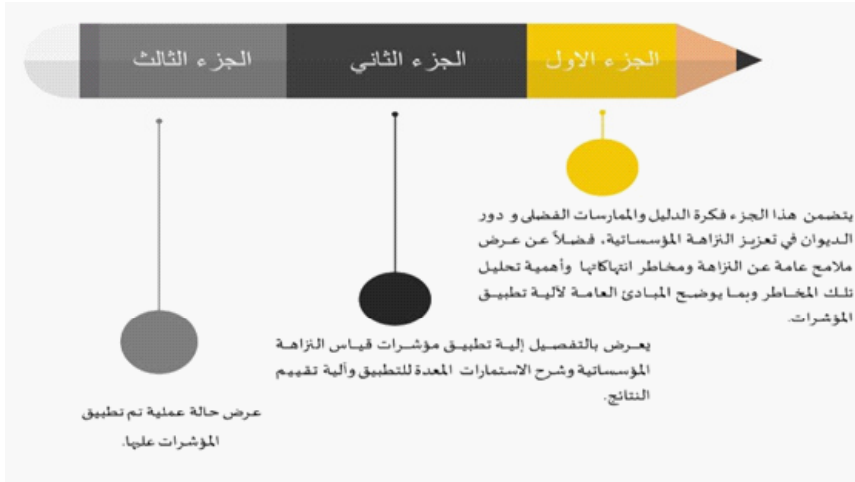 الجزء الاول
الجزء الثاني
الجزء الثالث
يتضمن هذا الجزء فكرة الدليل والممارسات الفضلى و دور
الديوان في تعزيز النزاهة المؤسساتية، فضلاً عن عرض
ملامح عامة عن النزاهة ومخاطر انتهاكاتها وأهمية تحليل
تلك المخاطر وبما يوضح المبادئ العامة لآلية تطبيق
المؤشرات.
يعرض بالتفصيل إلية تطبيق مؤشرات قياس النزاهة
المؤسساتية وشرح الاستمارات المعدة للتطبيق وآلية تقييم
النتائج.
عرض حالة عملية تم تطبيق
المؤشرات عليها.